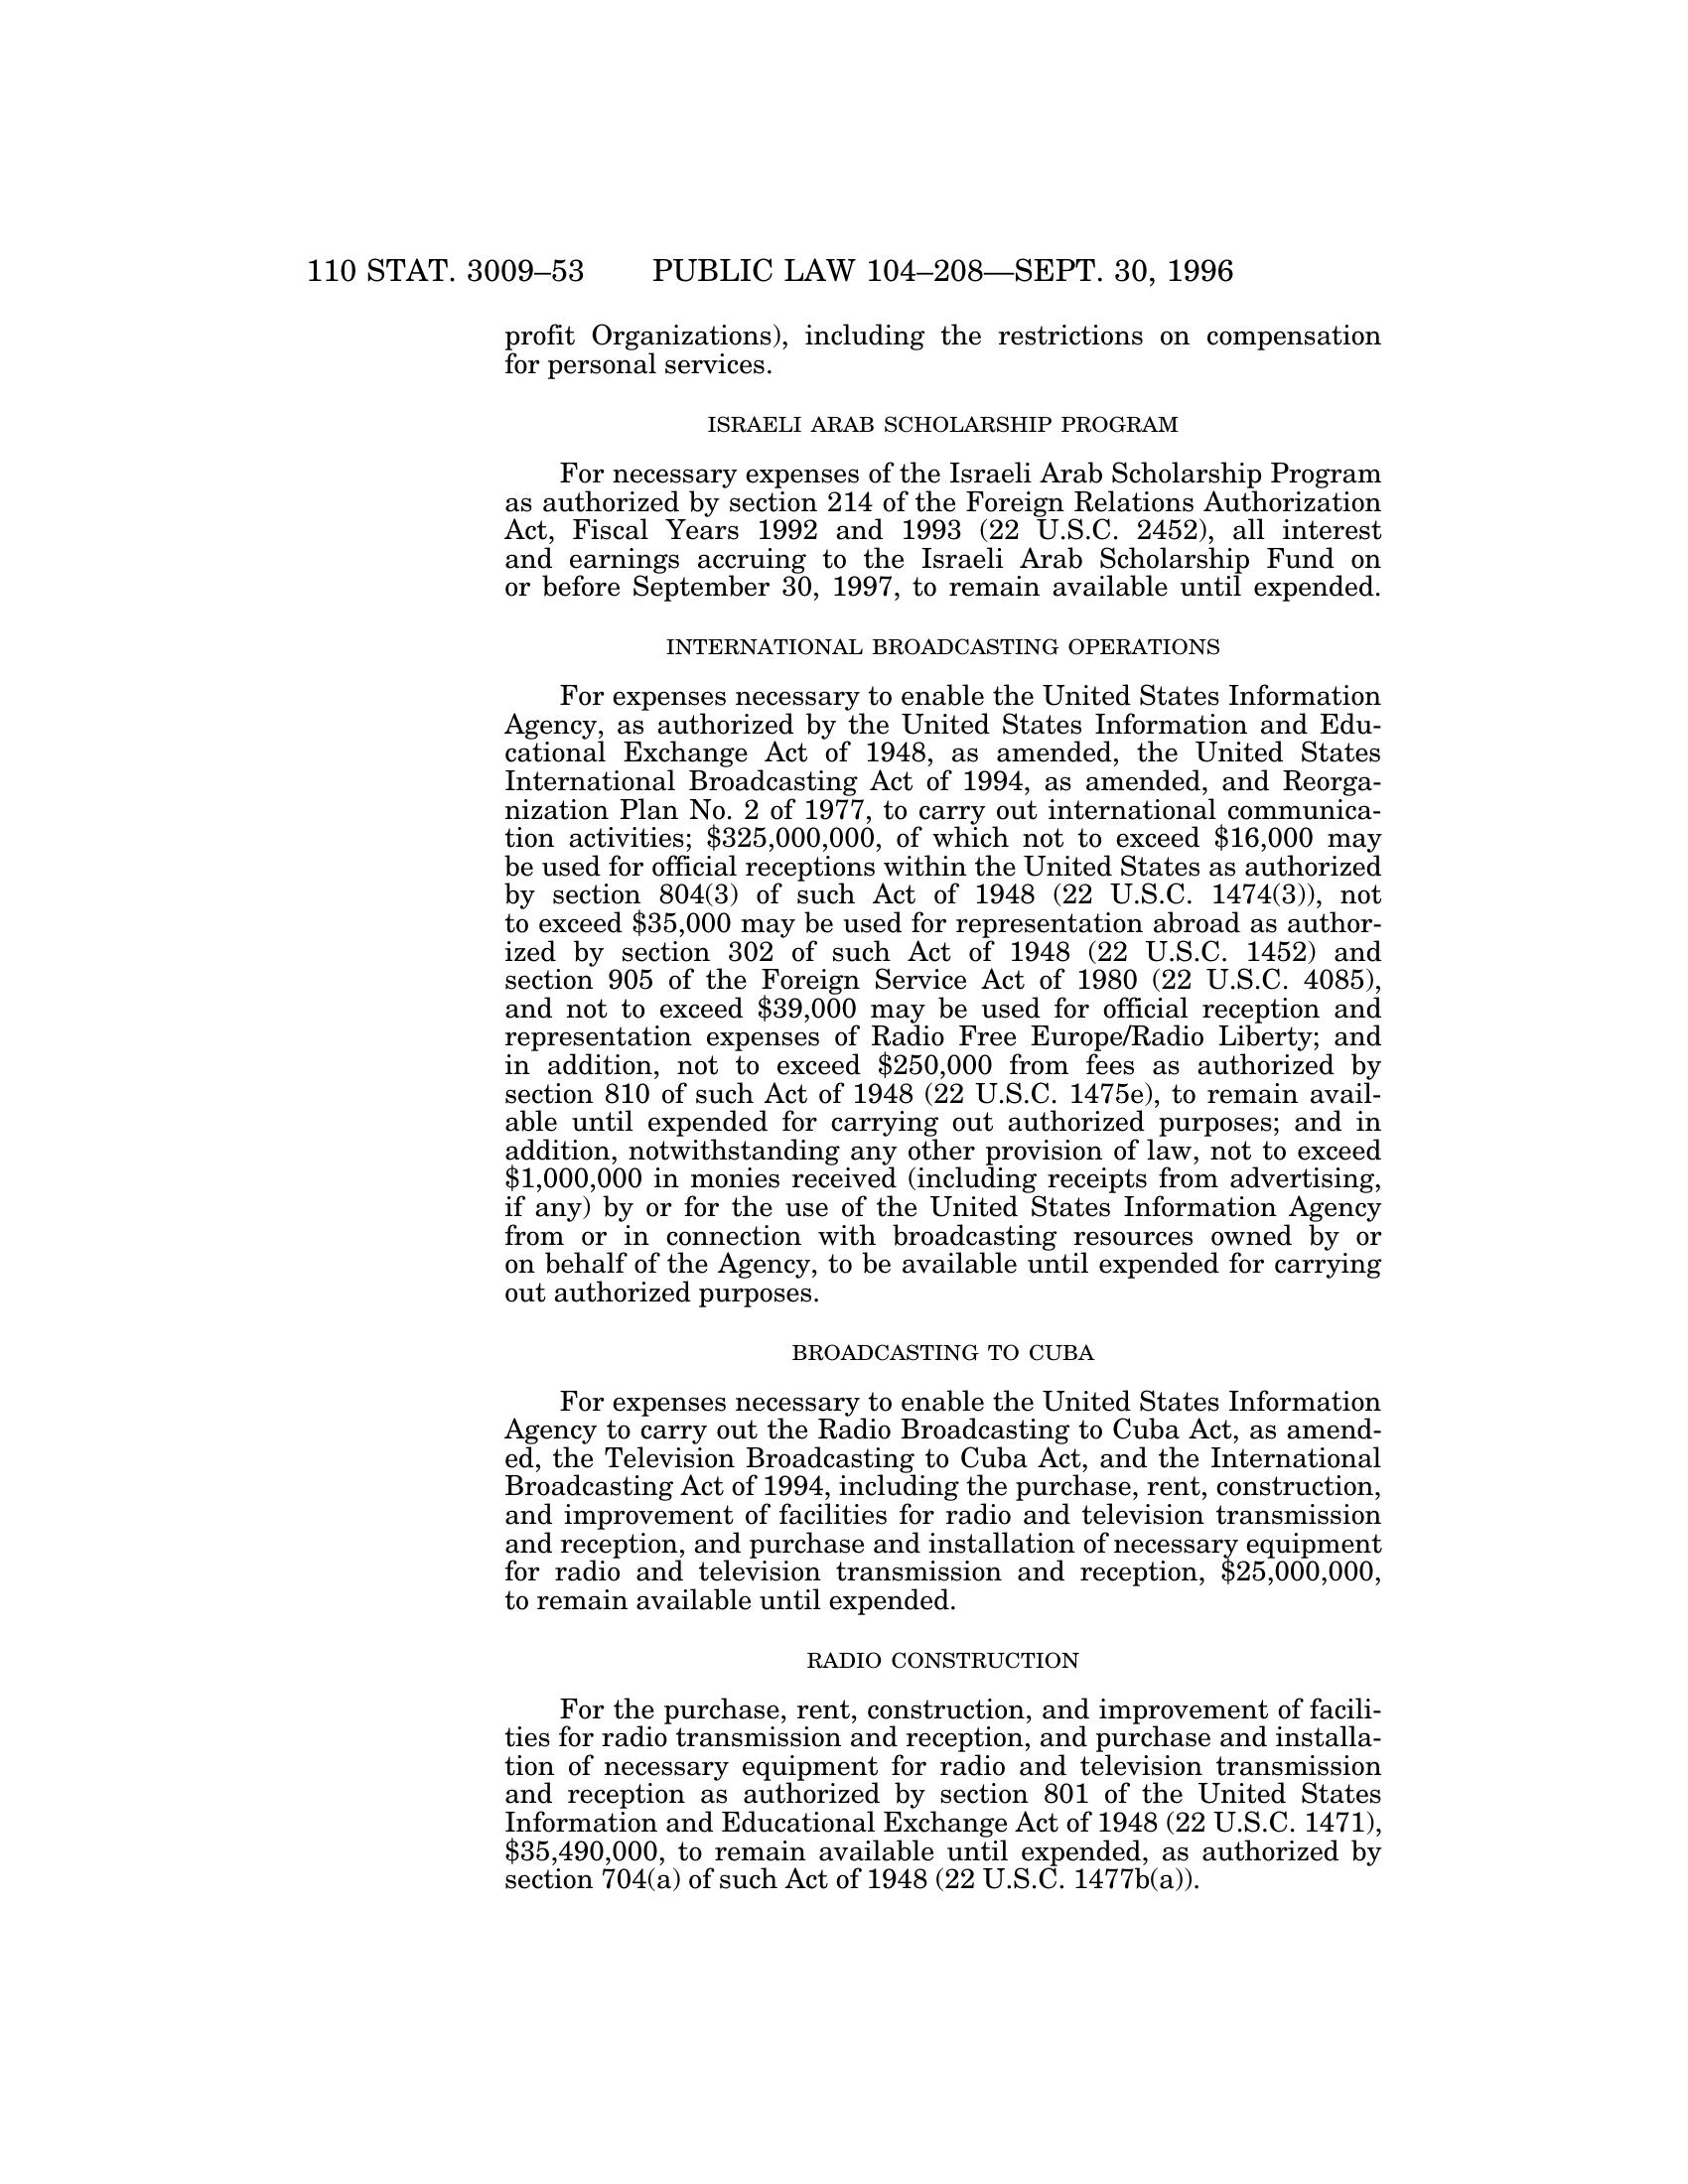 110 STAT. 3009–53 PUBLIC LAW 104–208—SEPT. 30, 1996
profit Organizations), including the restrictions on compensation
for personal services.
ISRAELI ARAB SCHOLARSHIP PROGRAM
For necessary expenses of the Israeli Arab Scholarship Program
as authorized by section 214 of the Foreign Relations Authorization
Act, Fiscal Years 1992 and 1993 (22 U.S.C. 2452), all interest
and earnings accruing to the Israeli Arab Scholarship Fund on
or before September 30, 1997, to remain available until expended.
INTERNATIONAL BROADCASTING OPERATIONS
For expenses necessary to enable the United States Information
Agency, as authorized by the United States Information and Edu-
cational Exchange Act of 1948, as amended, the United States
International Broadcasting Act of 1994, as amended, and Reorga-
nization Plan No. 2 of 1977, to carry out international communica-
tion activities; $325,000,000, of which not to exceed $16,000 may
be used for official receptions within the United States as authorized
by section 804(3) of such Act of 1948 (22 U.S.C. 1474(3)), not
to exceed $35,000 may be used for representation abroad as author-
ized by section 302 of such Act of 1948 (22 U.S.C. 1452) and
section 905 of the Foreign Service Act of 1980 (22 U.S.C. 4085),
and not to exceed $39,000 may be used for official reception and
representation expenses of Radio Free Europe/Radio Liberty; and
in addition, not to exceed $250,000 from fees as authorized by
section 810 of such Act of 1948 (22 U.S.C. 1475e), to remain avail-
able until expended for carrying out authorized purposes; and in
addition, notwithstanding any other provision of law, not to exceed
$1,000,000 in monies received (including receipts from advertising,
if any) by or for the use of the United States Information Agency
from or in connection with broadcasting resources owned by or
on behalf of the Agency, to be available until expended for carrying
out authorized purposes.
BROADCASTING TO CUBA
For expenses necessary to enable the United States Information
Agency to carry out the Radio Broadcasting to Cuba Act, as amend-
ed, the Television Broadcasting to Cuba Act, and the International
Broadcasting Act of 1994, including the purchase, rent, construction,
and improvement of facilities for radio and television transmission
and reception, and purchase and installation of necessary equipment
for radio and television transmission and reception, $25,000,000,
to remain available until expended.
RADIO CONSTRUCTION
For the purchase, rent, construction, and improvement of facili-
ties for radio transmission and reception, and purchase and installa-
tion of necessary equipment for radio and television transmission
and reception as authorized by section 801 of the United States
Information and Educational Exchange Act of 1948 (22 U.S.C. 1471),
$35,490,000, to remain available until expended, as authorized by
section 704(a) of such Act of 1948 (22 U.S.C. 1477b(a)).